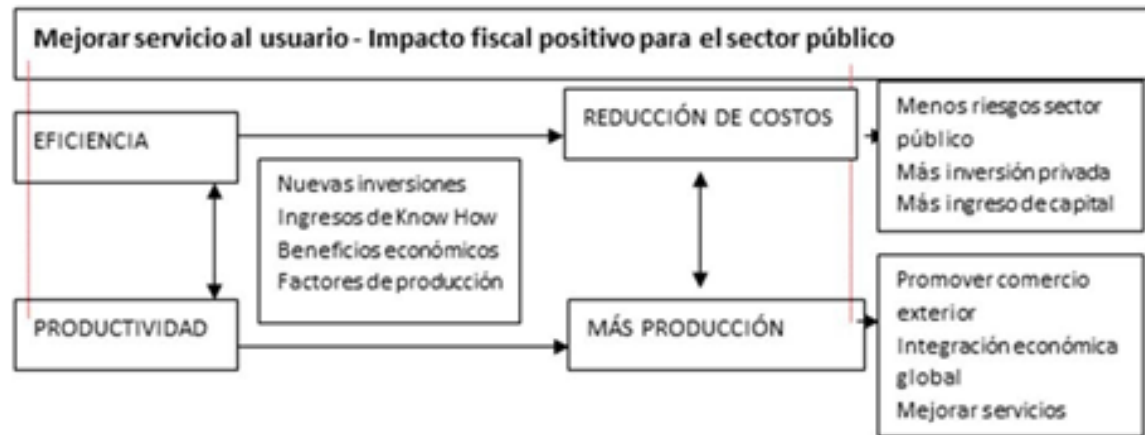 Mejorar servicio al usuario - Impacto fiscal positivo para el sector público
EFICIENCIA
REDUCCIÓN DE COSTOS
Menos riesgos sector
público
Más inversión privada
Más ingreso de capital
Nuevas inversiones
Ingresos de Know How
Beneficios económicos
Factores de producción
PRODUCTIVIDAD
MÁS PRODUCCIÓN
Promover comercio
exterior
Integración económica
global
Mejorar servicios